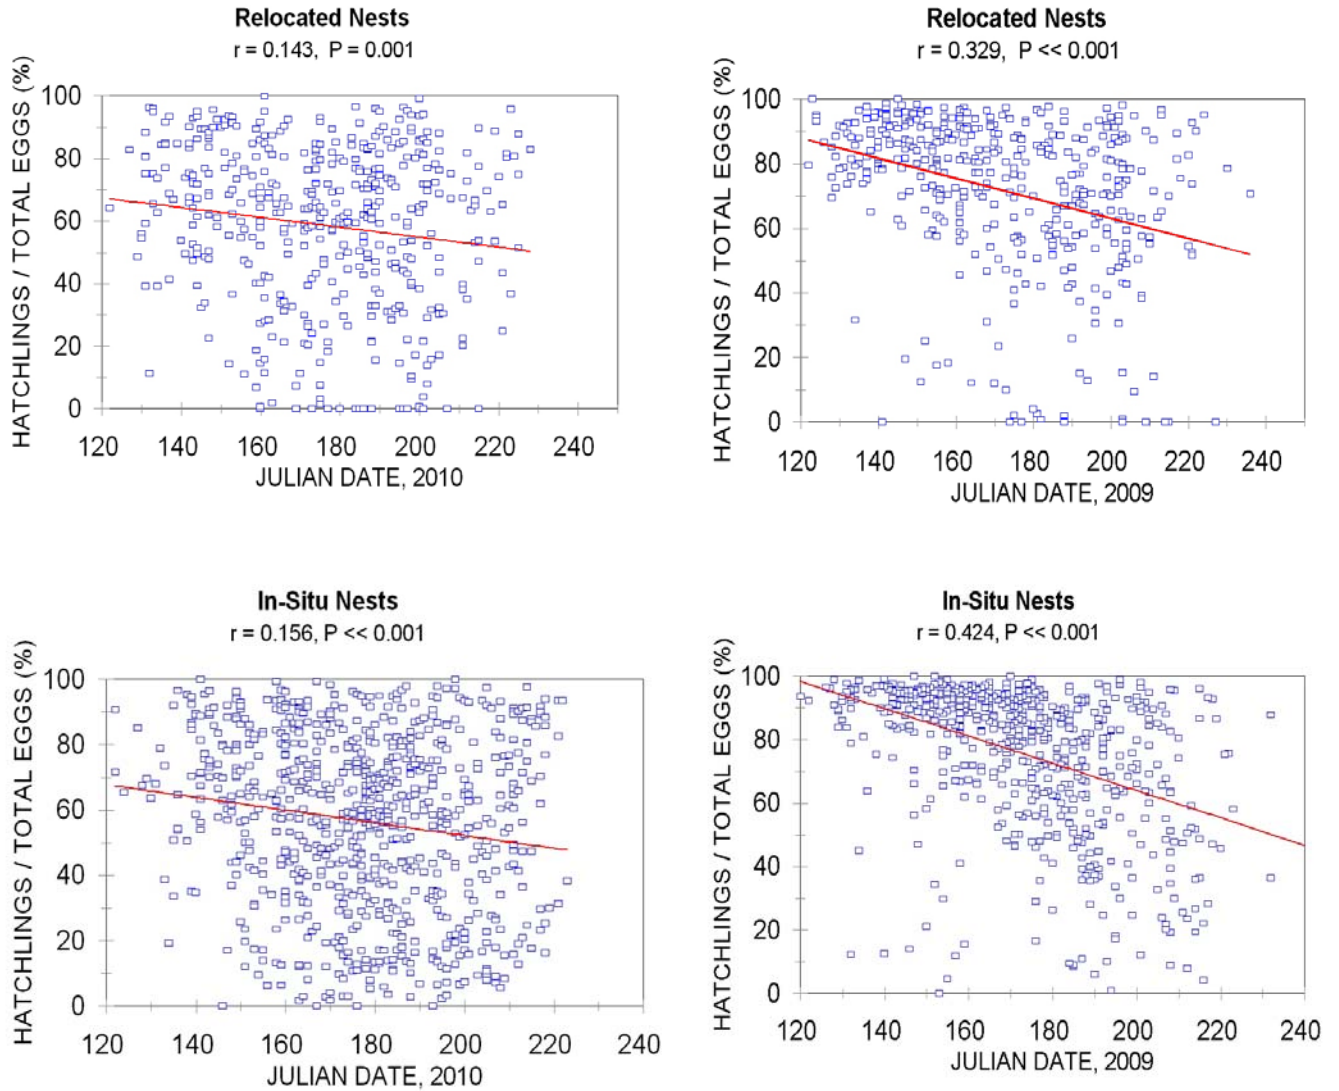 Relocated Nests
r = 0.143, P = 0.001
HATCHLINGS / TOTAL EGGS (%)
100
80
60
40
20
0
120 140 160 180 200 220 240
JULIAN DATE, 2010
Relocated Nests
r = 0.329, P << 0.001
HATCHLINGS / TOTAL EGGS (%)
100
80
60
40
20
0
120 140 160 180 200 220 240
JULIAN DATE, 2009
In-Situ Nests
r = 0.156, P << 0.001
HATCHLINGS / TOTAL EGGS (%)
100
80
60
40
20
0
120 140 160 180 200 220 240
JULIAN DATE, 2010
In-Situ Nests
r = 0.424, P << 0.001
HATCHLINGS / TOTAL EGGS (%)
100
80
60
40
20
0
120 140 160 180 200 220 240
JULIAN DATE, 2009